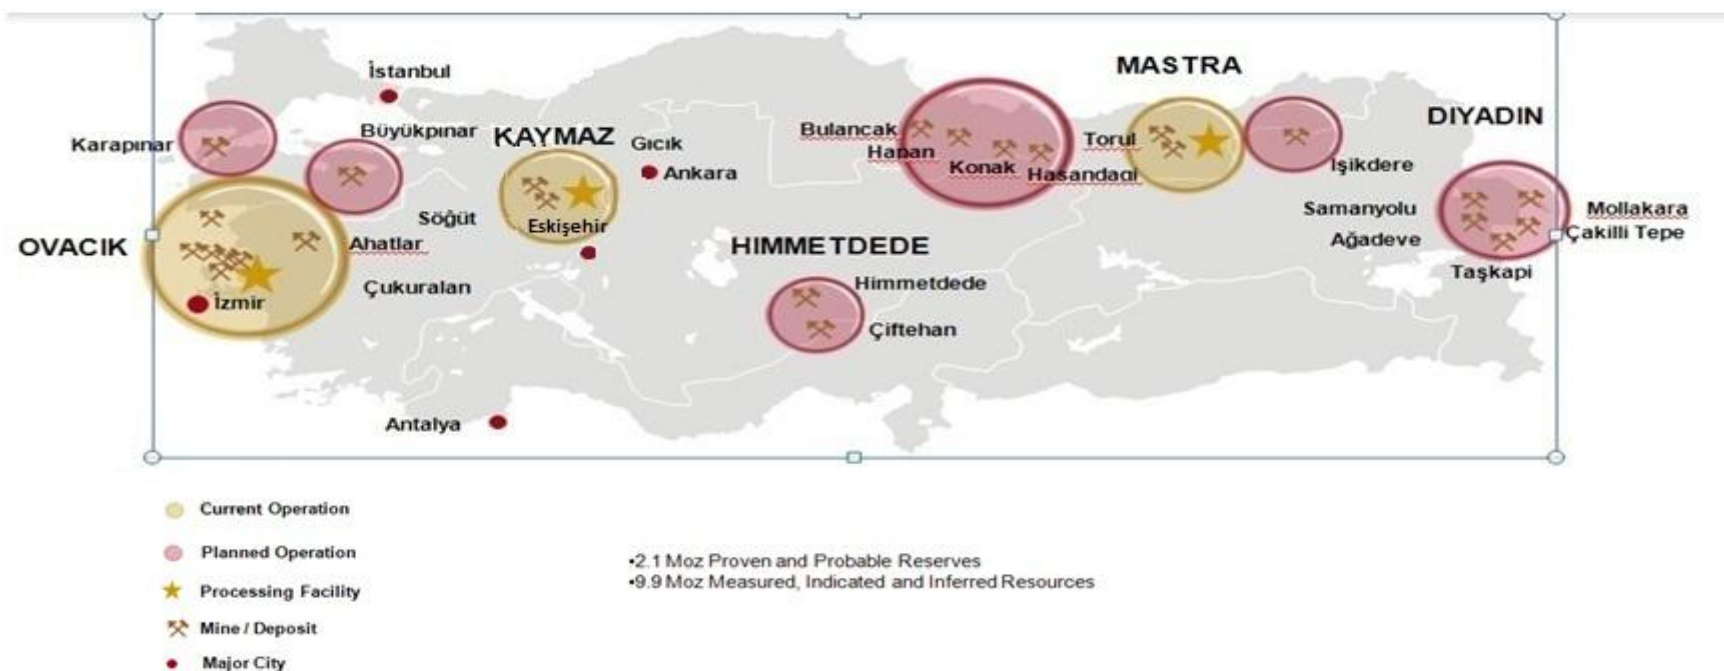 İstanbul
MASTRA
DIYADIN
Karapınar
Büyükpınar
KAYMAZ
Gıcık
Ankara
Bulancak
Hapan
Konak
Hasandagi
Torul
Işikdere
Söğüt
Eskişehir
Samanyolu
Ağadeve
Mollakara
Çakilli Tepe
Taşkapi
OVACIK
Ahatlar
Çukuralan
İzmir
HIMMETDEDE
Himmetdede
Çiftehan
Antalya
Current Operation
Planned Operation
Processing Facility
Mine / Deposit
Major City
•2.1 Moz Proven and Probable Reserves
•9.9 Moz Measured, Indicated and Inferred Resources